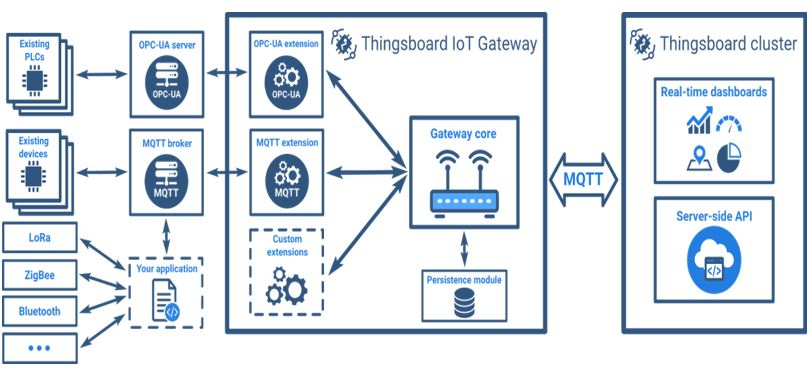 Existing
PLCs
OPC-UA server
OPC-UA
OPC-UA extension
OPC-UA
Thingsboard IoT Gateway
Thingsboard cluster
Existing
devices
MQTT broker
MQTT
MQTT extension
MQTT
Gateway core
MQTT
Real-time dashboards
Server-side API
LoRa
ZigBee
Bluetooth
•••
Your application
Custom
extensions
Persistence module